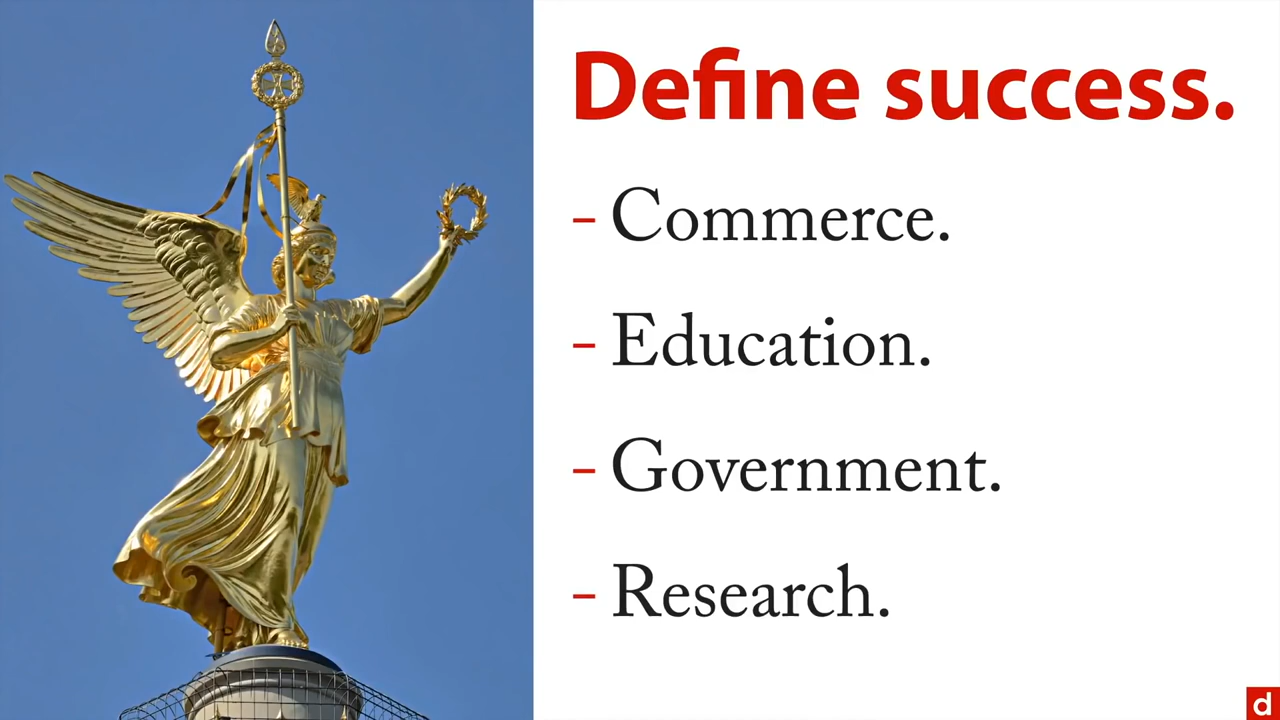 Define success.
– Commerce.
– Education.
– Government.
– Research.
d